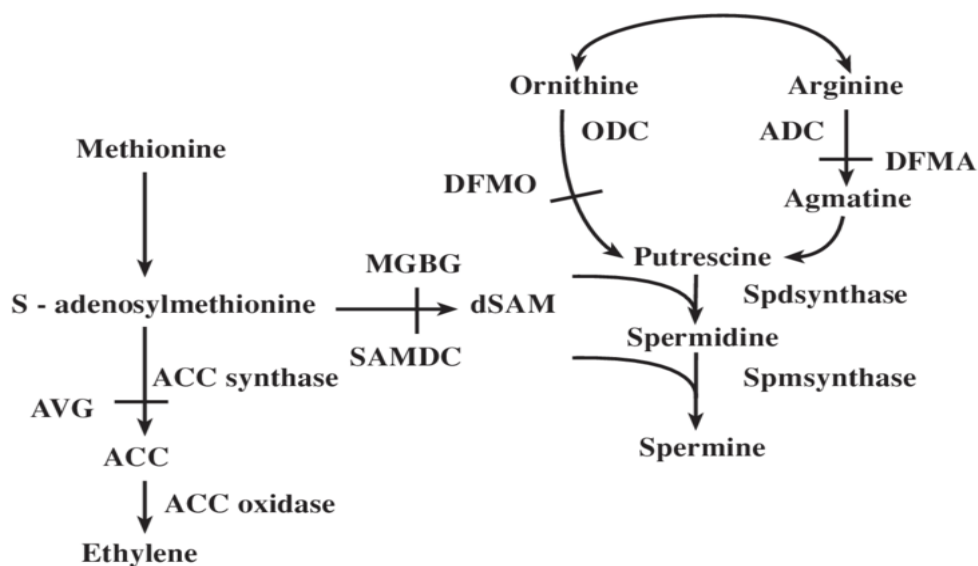 Ornithine
Arginine
ODC
ADC
Methionine
DFMO
DFMA
Agmatine
MGBG
Putrescine
S - adenosylmethionine
dSAM
Spdsynthase
SAMDC
Spermidine
ACC synthase
Spmsynthase
AVG
ACC
Spermine
ACC oxidase
Ethylene